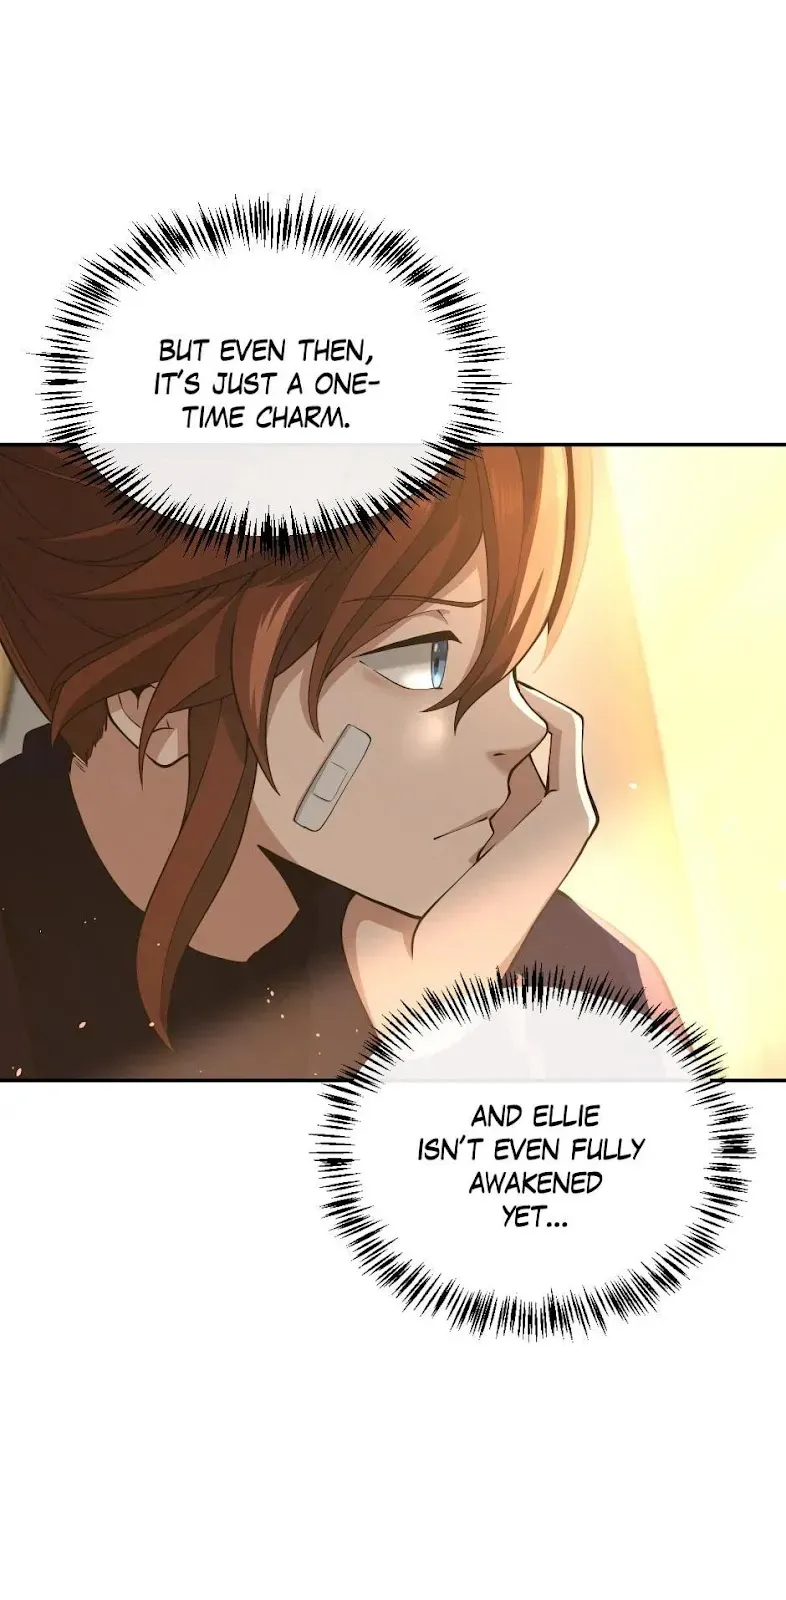 BUT EVEN THEN,
IT'S JUST A ONE-
TIME CHARM.
AND ELLIE
ISN'T EVEN FULLY
AWAKENED
YET...